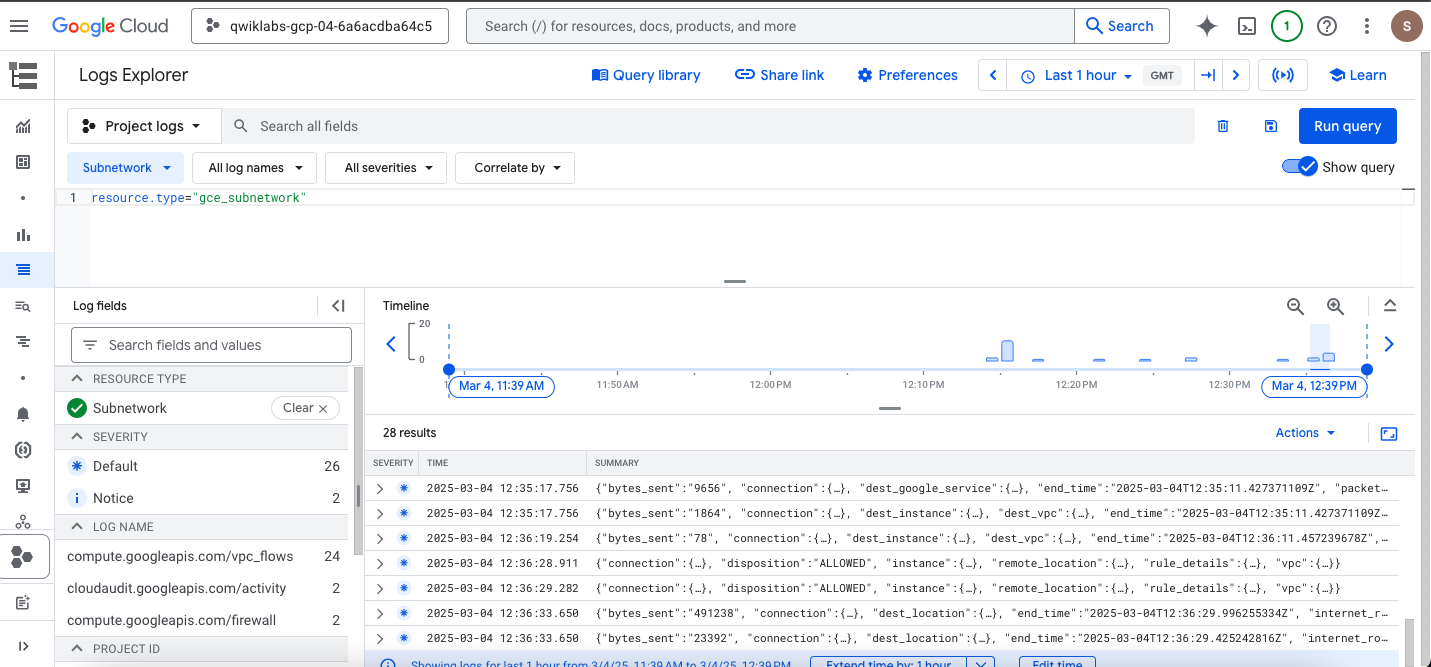 Google Cloud
qwiklabs-gcp-04-6a6acdba64c5
Search (/) for resources, docs, products, and more
Search
1
S
Logs Explorer
Query library
Share link
Preferences
Last 1 hour
GMT
Learn
Project logs
Search all fields
Run query
Subnetwork
All log names
All severities
Correlate by
Show query
1 resource.type="gce_subnetwork"
Log fields
Search fields and values
RESOURCE TYPE
Subnetwork
Clear
SEVERITY
Default 26
Notice 2
LOG NAME
compute.googleapis.com/vpc_flows 24
cloudaudit.googleapis.com/activity 2
compute.googleapis.com/firewall 2
PROJECT ID
Timeline
20
0
Mar 4, 11:39 AM
11:50 AM
12:00 PM
12:10 PM
12:20 PM
12:30 PM
Mar 4, 12:39 PM
28 results
Actions
SEVERITY TIME SUMMARY
2025-03-04 12:35:17.756 {"bytes_sent":"9656", "connection":{…}, "dest_google_service":{…}, "end_time":"2025-03-04T12:35:11.427371109Z", "packet…
2025-03-04 12:35:17.756 {"bytes_sent":"1864", "connection":{…}, "dest_instance":{…}, "dest_vpc":{…}, "end_time":"2025-03-04T12:35:11.427371109Z…
2025-03-04 12:36:19.254 {"bytes_sent":"78", "connection":{…}, "dest_instance":{…}, "dest_vpc":{…}, "end_time":"2025-03-04T12:36:11.457239678Z",…
2025-03-04 12:36:28.911 {"connection":{…}, "disposition":"ALLOWED", "instance":{…}, "remote_location":{…}, "rule_details":{…}, "vpc":{…}}
2025-03-04 12:36:29.282 {"connection":{…}, "disposition":"ALLOWED", "instance":{…}, "remote_location":{…}, "rule_details":{…}, "vpc":{…}}
2025-03-04 12:36:33.650 {"bytes_sent":"491238", "connection":{…}, "dest_location":{…}, "end_time":"2025-03-04T12:36:29.996255334Z", "internet_r…
2025-03-04 12:36:33.650 {"bytes_sent":"23392", "connection":{…}, "dest_location":{…}, "end_time":"2025-03-04T12:36:29.425242816Z", "internet_ro…
Showing logs for last 1 hour from 3/4/25, 11:39 AM to 3/4/25, 12:39 PM
Extend time by: 1 hour
Edit time